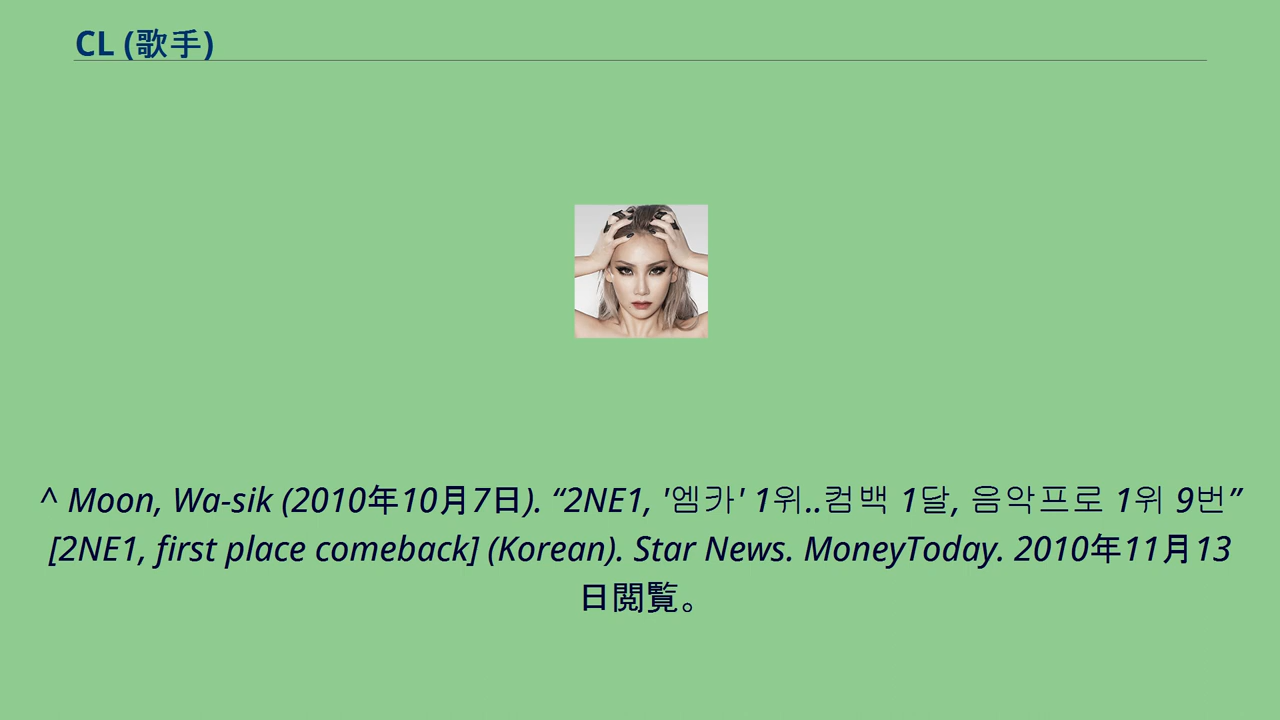 CL (歌手)
^ Moon, Wa-sik (2010年10月7日). “2NE1, '엠카' 1위..컴백 1달, 음악프로 1위 9번”
[2NE1, first place comeback] (Korean). Star News. MoneyToday. 2010年11月13
日閲覧。